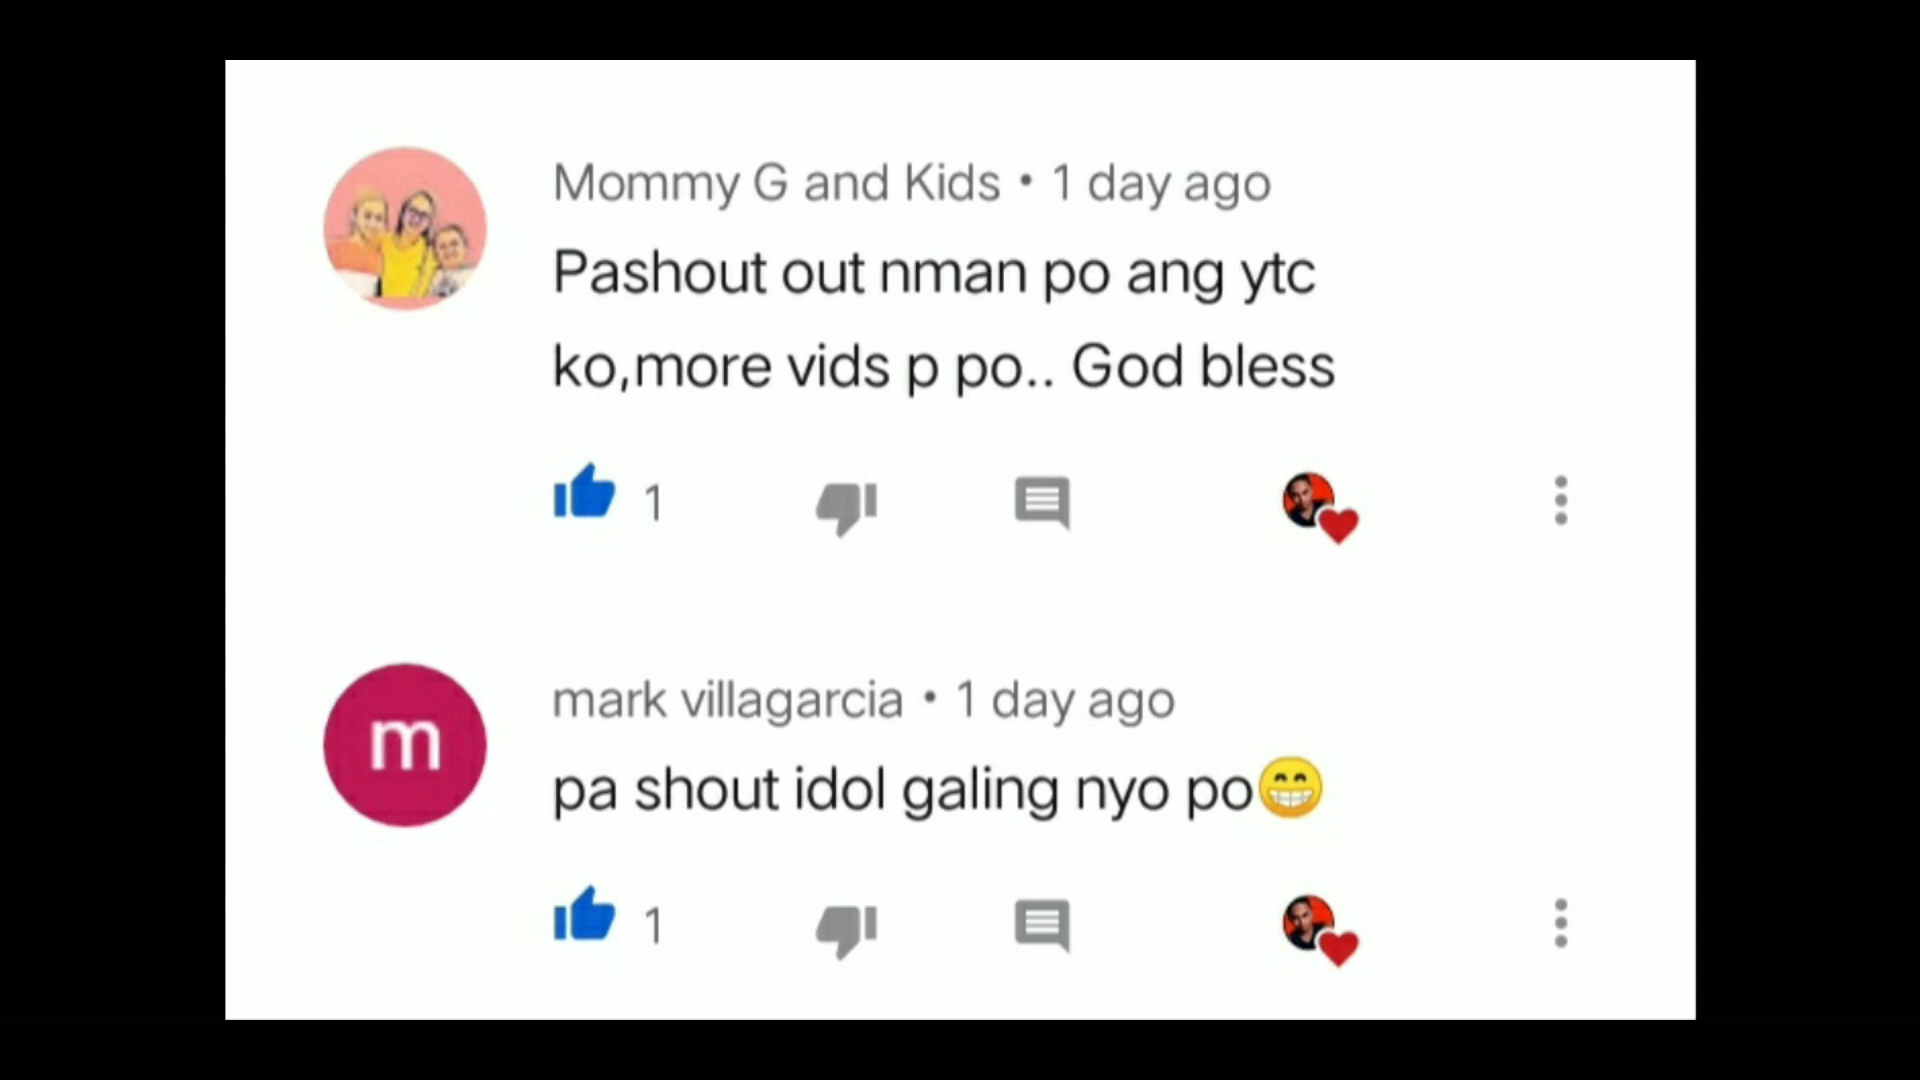 Mommy G and Kids • 1 day ago
Pashout out nman po ang ytc
ko,more vids p po.. God bless
1
m
mark villagarcia • 1 day ago
pa shout idol galing nyo po😁
1